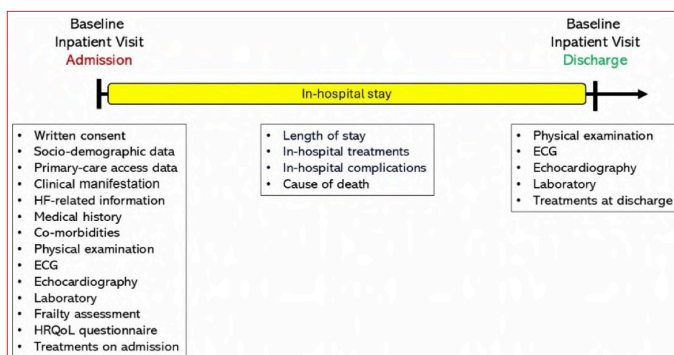 Baseline
Inpatient Visit
Admission
Baseline
Inpatient Visit
Discharge
In-hospital stay
• Written consent
• Socio-demographic data
• Primary-care access data
• Clinical manifestation
• HF-related information
• Medical history
• Co-morbidities
• Physical examination
• ECG
• Echocardiography
• Laboratory
• Frailty assessment
• HRQoL questionnaire
• Treatments on admission
• Length of stay
• In-hospital treatments
• In-hospital complications
• Cause of death
• Physical examination
• ECG
• Echocardiography
• Laboratory
• Treatments at discharge